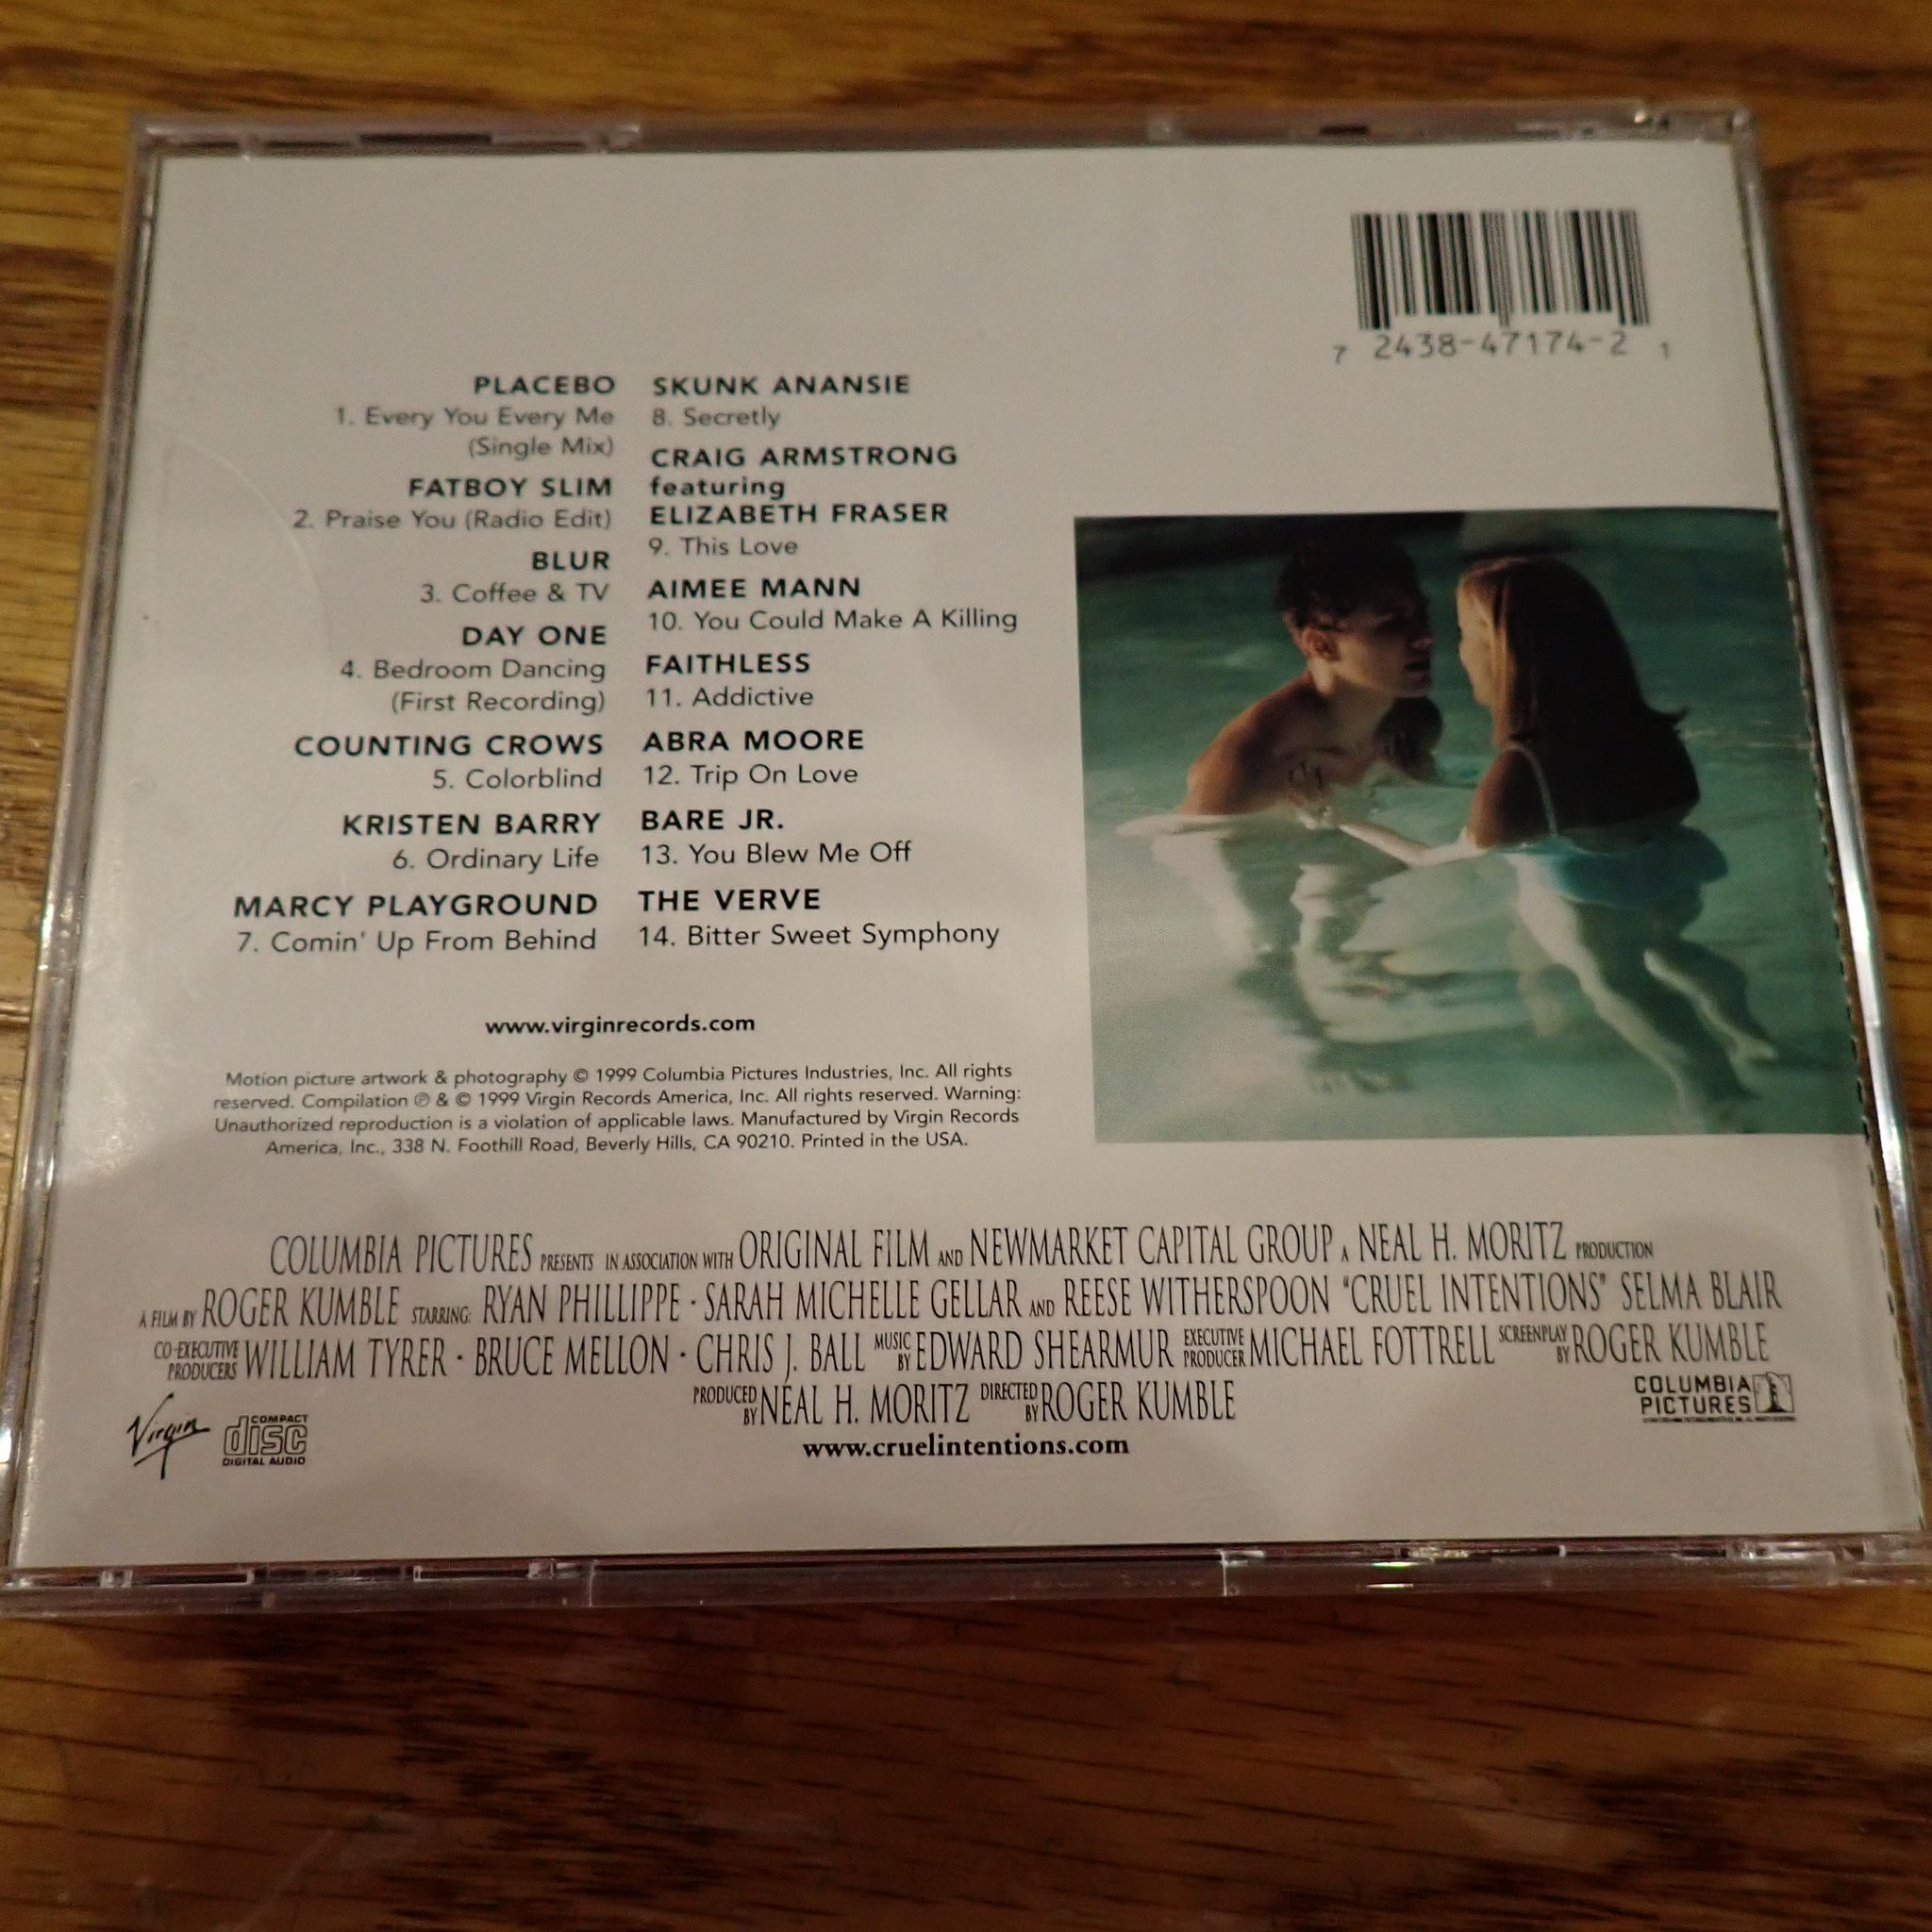 7 2438-47174-2 1
PLACEBO
1. Every You Every Me
(Single Mix)
FATBOY SLIM
2. Praise You (Radio Edit)
BLUR
3. Coffee & TV
DAY ONE
4. Bedroom Dancing
(First Recording)
COUNTING CROWS
5. Colorblind
KRISTEN BARRY
6. Ordinary Life
MARCY PLAYGROUND
7. Comin' Up From Behind
SKUNK ANANSIE
8. Secretly
CRAIG ARMSTRONG
featuring
ELIZABETH FRASER
9. This Love
AIMEE MANN
10. You Could Make A Killing
FAITHLESS
11. Addictive
ABRA MOORE
12. Trip On Love
BARE JR.
13. You Blew Me Off
THE VERVE
14. Bitter Sweet Symphony
www.virginrecords.com
Motion picture artwork & photography © 1999 Columbia Pictures Industries, Inc. All rights
reserved. Compilation ℗ & © 1999 Virgin Records America, Inc. All rights reserved. Warning:
Unauthorized reproduction is a violation of applicable laws. Manufactured by Virgin Records
America, Inc., 338 N. Foothill Road, Beverly Hills, CA 90210. Printed in the USA.
COLUMBIA PICTURES PRESENTS IN ASSOCIATION WITH ORIGINAL FILM AND NEWMARKET CAPITAL GROUP A NEAL H. MORITZ PRODUCTION
A FILM BY ROGER KUMBLE STARRING: RYAN PHILLIPPE · SARAH MICHELLE GELLAR AND REESE WITHERSPOON "CRUEL INTENTIONS" SELMA BLAIR
CO-EXECUTIVE PRODUCERS WILLIAM TYRER · BRUCE MELLON · CHRIS J. BALL MUSIC BY EDWARD SHEARMUR EXECUTIVE PRODUCER MICHAEL FOTTRELL SCREENPLAY BY ROGER KUMBLE
PRODUCED BY NEAL H. MORITZ DIRECTED BY ROGER KUMBLE
www.cruelintentions.com
Virgin
COMPACT
disc
DIGITAL AUDIO
COLUMBIA
PICTURES